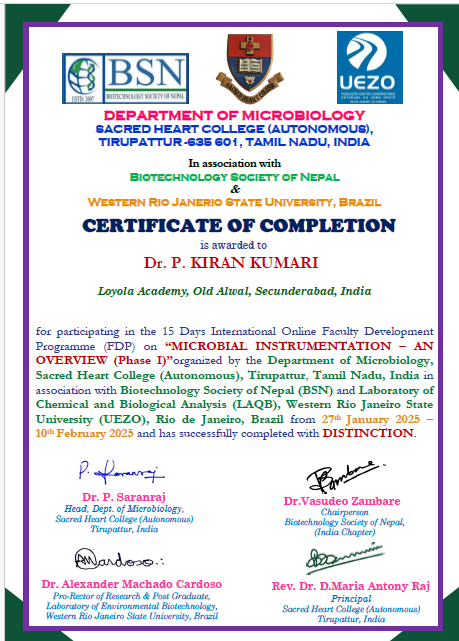 BSN
ESTD. 2007
BIOTECHNOLOGY SOCIETY OF NEPAL
SACRED HEART COLLEGE
UEZO
DEPARTMENT OF MICROBIOLOGY
SACRED HEART COLLEGE (AUTONOMOUS),
TIRUPATTUR -635 601, TAMIL NADU, INDIA
In association with
BIOTECHNOLOGY SOCIETY OF NEPAL
&
WESTERN RIO JANERIO STATE UNIVERSITY, BRAZIL
CERTIFICATE OF COMPLETION
is awarded to
Dr. P. KIRAN KUMARI
Loyola Academy, Old Alwal, Secunderabad, India
for participating in the 15 Days International Online Faculty Development
Programme (FDP) on “MICROBIAL INSTRUMENTATION – AN
OVERVIEW (Phase I)”organized by the Department of Microbiology,
Sacred Heart College (Autonomous), Tirupattur, Tamil Nadu, India in
association with Biotechnology Society of Nepal (BSN) and Laboratory of
Chemical and Biological Analysis (LAQB), Western Rio Janeiro State
University (UEZO), Rio de Janeiro, Brazil from 27th January 2025 –
10th February 2025 and has successfully completed with DISTINCTION.
P. Saranraj
Dr. P. Saranraj
Head, Dept. of Microbiology,
Sacred Heart College (Autonomous)
Tirupattur, India
Zambare
Dr.Vasudeo Zambare
Chairperson
Biotechnology Society of Nepal,
(India Chapter)
AMCardoso.
Dr. Alexander Machado Cardoso
Pro-Rector of Research & Post Graduate,
Laboratory of Environmental Biotechnology,
Western Rio Janeiro State University, Brazil
Rev. Dr. D.Maria Antony Raj
Principal
Sacred Heart College (Autonomous)
Tirupattur, India